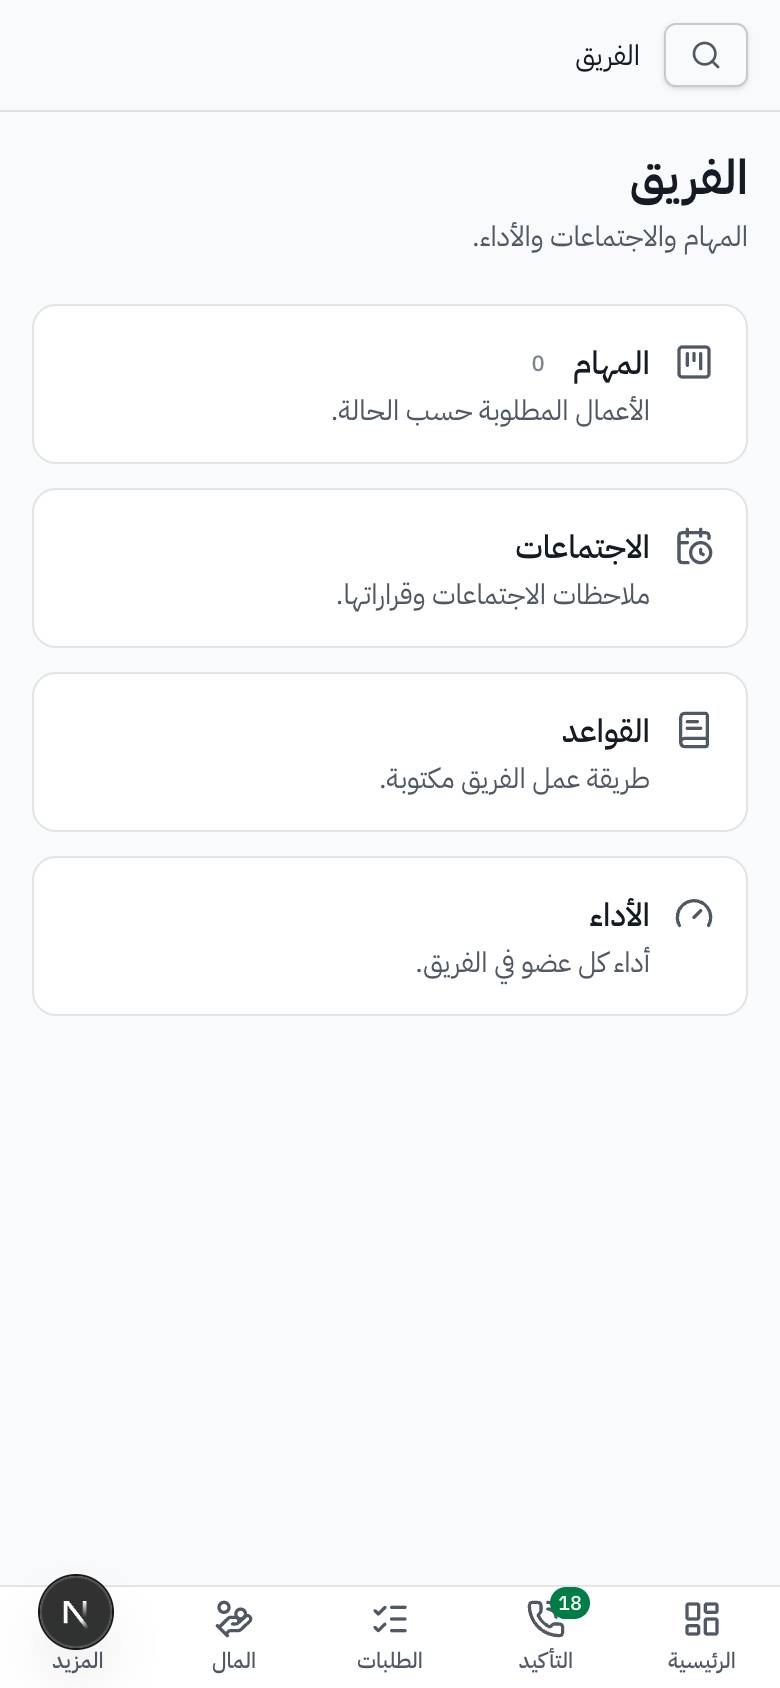 الفريق
الفريق
المهام والاجتماعات والأداء.
المهام 0
الأعمال المطلوبة حسب الحالة.
الاجتماعات
ملاحظات الاجتماعات وقراراتها.
القواعد
طريقة عمل الفريق مكتوبة.
الأداء
أداء كل عضو في الفريق.
18
الرئيسية
التأكيد
الطلبات
المال
N
المزيد